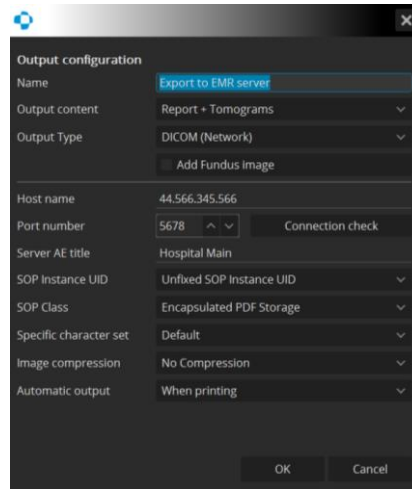 Output configuration
Name Export to EMR server
Output content Report + Tomograms
Output Type DICOM (Network)
Add Fundus image
Host name 44.566.345.566
Port number 5678 Connection check
Server AE title Hospital Main
SOP Instance UID Unfixed SOP Instance UID
SOP Class Encapsulated PDF Storage
Specific character set Default
Image compression No Compression
Automatic output When printing
OK Cancel